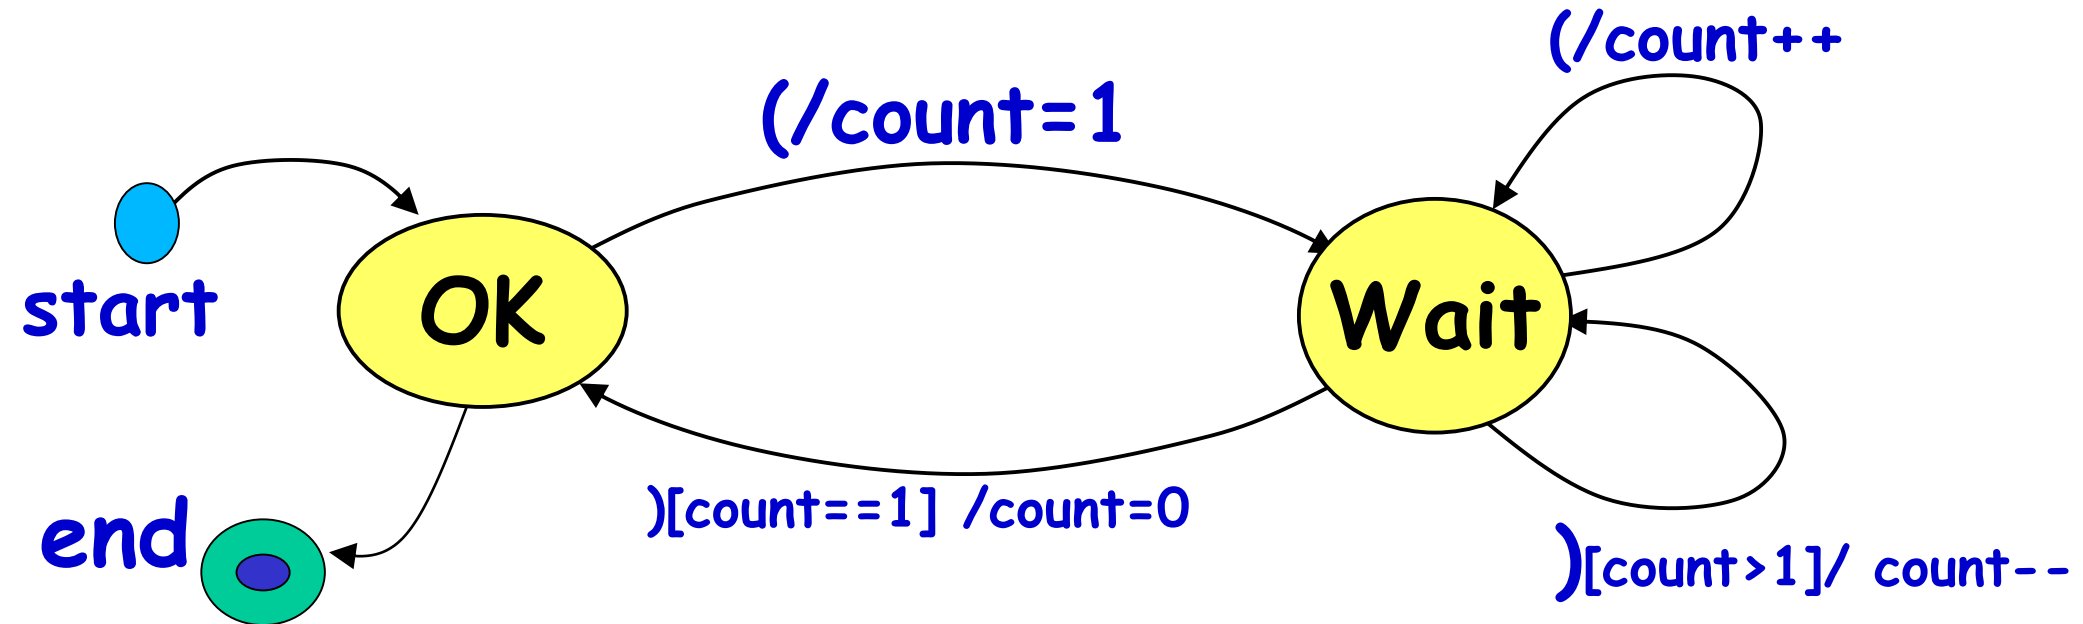 (/count++
(/count=1
start
OK
Wait
)[count==1] /count=0
end
)[count>1]/ count--